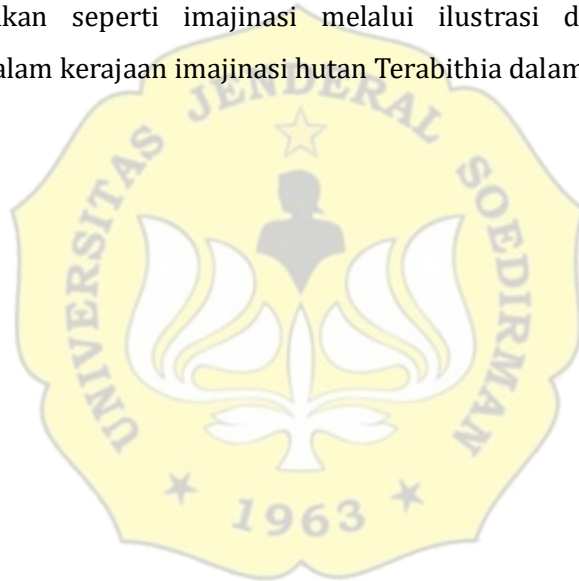 kan seperti imajinasi melalui ilustrasi d
alam kerajaan imajinasi hutan Terabithia dalam
UNIVERSITAS JENDERAL SOEDIRMAN
1963